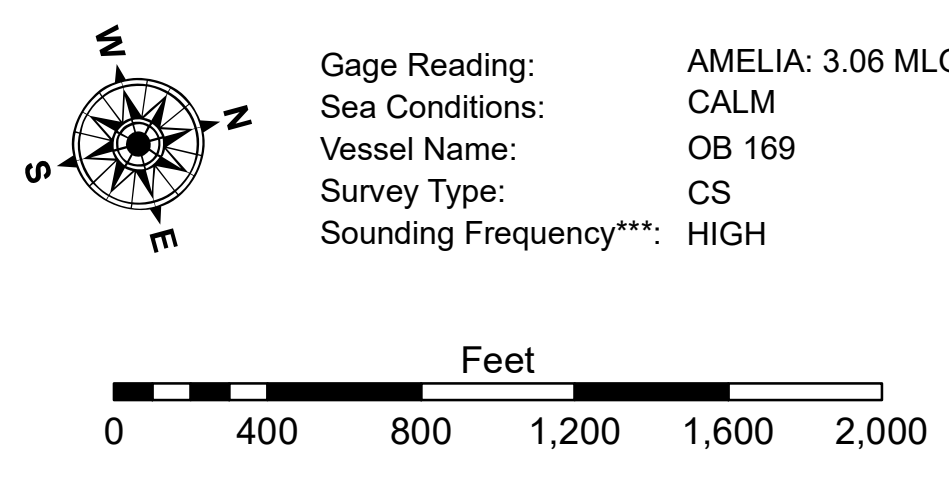 W
N
S
E
Gage Reading: AMELIA: 3.06
Sea Conditions: CALM
Vessel Name: OB 169
Survey Type: CS
Sounding Frequency***: HIGH
Feet
0 400 800 1,200 1,600 2,000